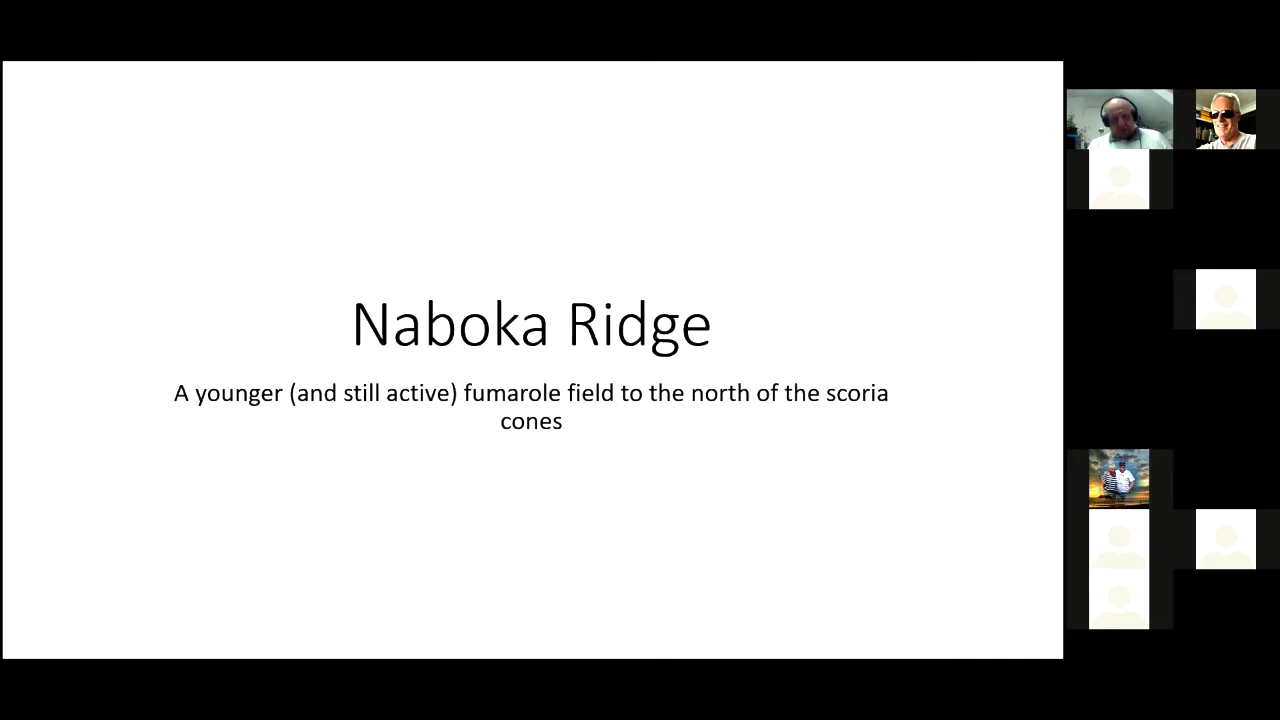 Naboka Ridge
A younger (and still active) fumarole field to the north of the scoria
cones